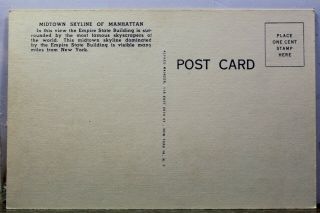 MIDTOWN SKYLINE OF MANHATTAN
In this view the Empire State Building is sur-
rounded by the most famous skyscrapers of
the world. This midtown skyline dominated
by the Empire State Building is visible many
miles from New York.
POST CARD
PLACE
ONE CENT
STAMP
HERE